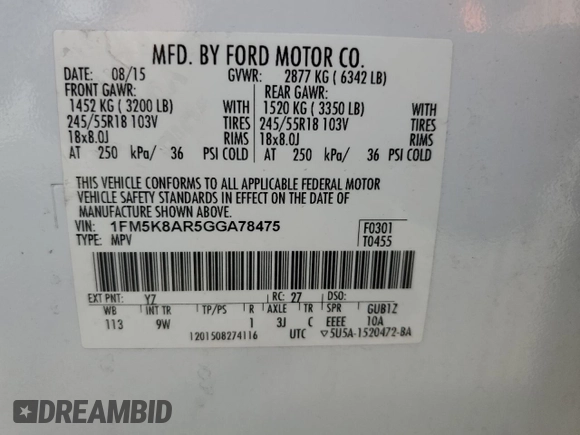 MFD. BY FORD MOTOR CO.
DATE: 08/15 GVWR: 2877 KG ( 6342 LB)
FRONT GAWR: REAR GAWR:
1452 KG ( 3200 LB) WITH 1520 KG ( 3350 LB) WITH
245/55R18 103V TIRES 245/55R18 103V TIRES
18x8.0J RIMS 18x8.0J RIMS
AT 250 kPa/ 36 PSI COLD AT 250 kPa/ 36 PSI COLD
THIS VEHICLE CONFORMS TO ALL APPLICABLE FEDERAL MOTOR
VEHICLE SAFETY STANDARDS IN EFFECT ON THE DATE OF
MANUFACTURE SHOWN ABOVE.
VIN: 1FM5K8AR5GGA78475 F0301
TYPE: MPV T0455
EXT PNT: YZ RC: 27 DSO:
WB INT TR TP/PS R AXLE TR SPR GUB1Z
113 9W 1 3J C EEEE 10A
1201508274116 UTC ▽5U5A-1520472-BA
DREAMBID